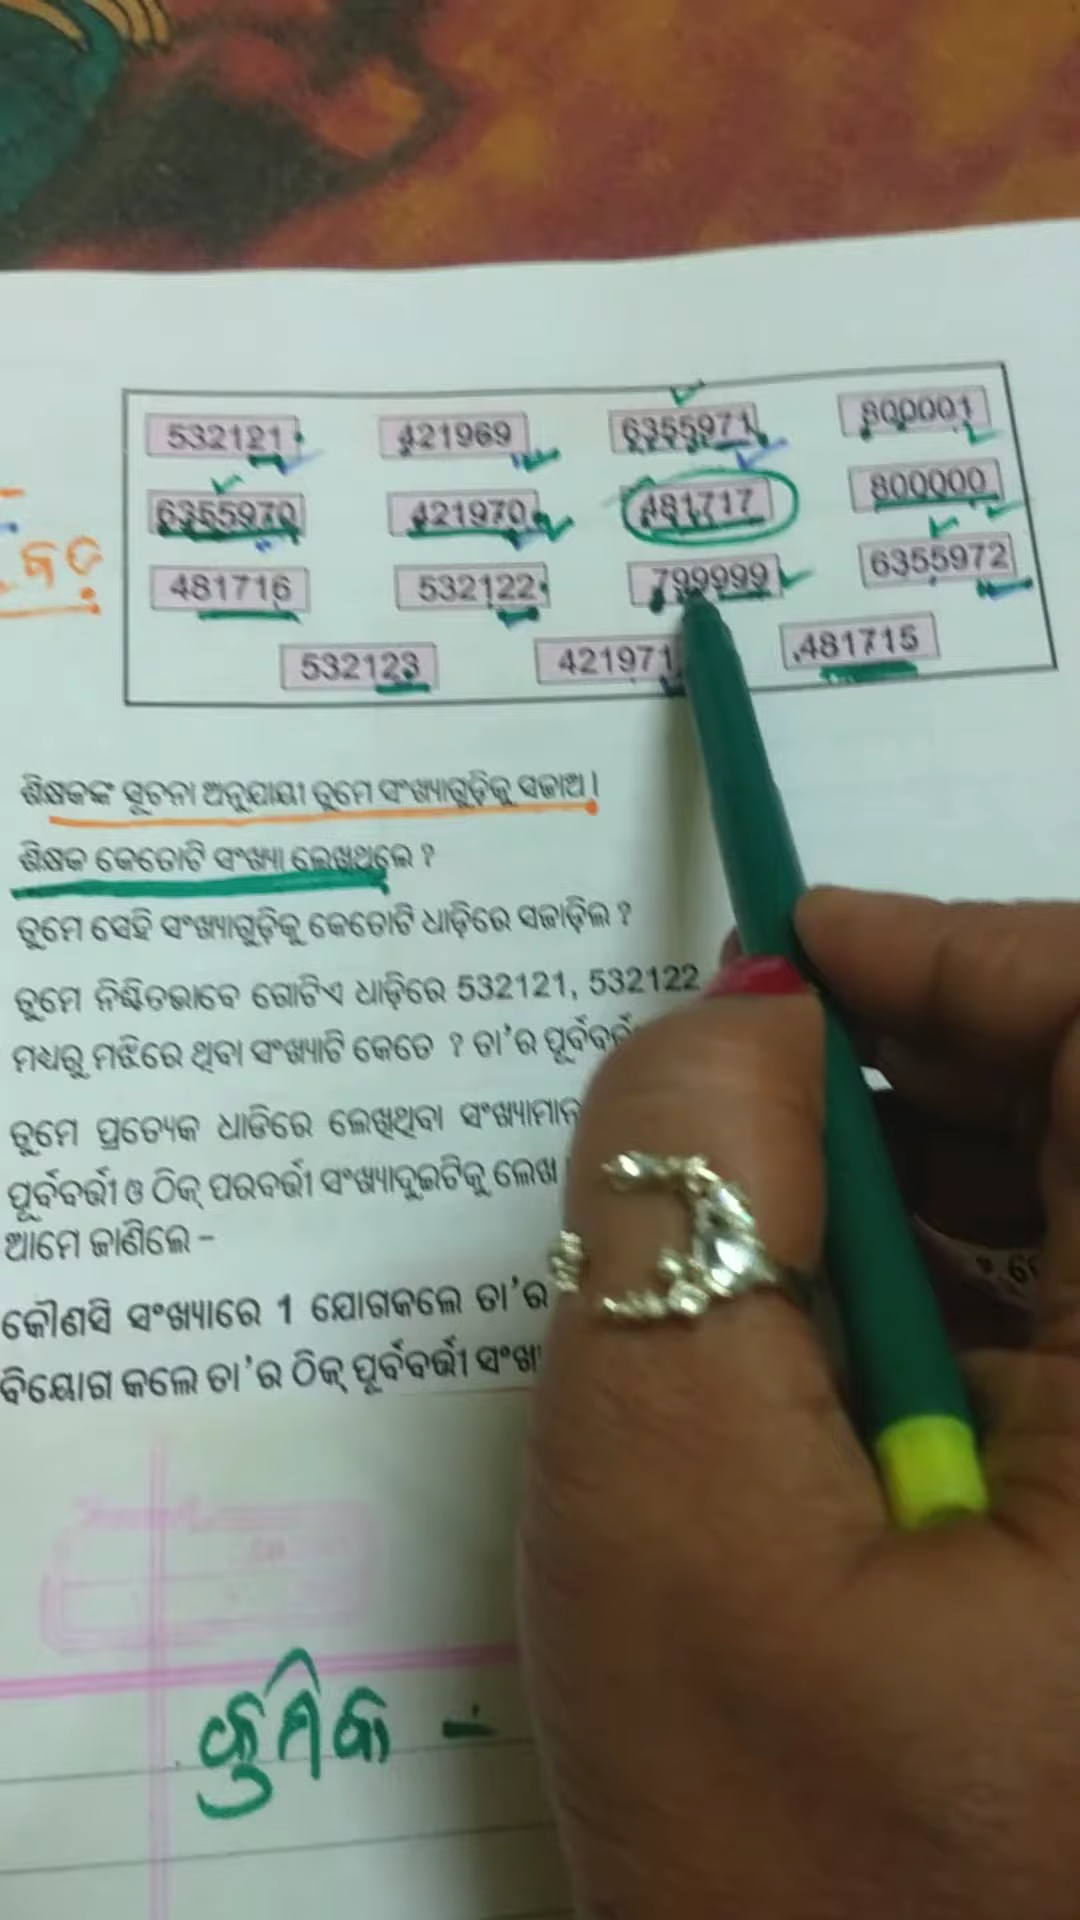 532121 421969 6355971 800001
6355970 421970 481717 800000
481716 532122 799999 6355972
532123 421971 481715
ବଡ଼
ଶିକ୍ଷକଙ୍କ ସୂଚନା ଅନୁଯାୟୀ ତୁମେ ସଂଖ୍ୟାଗୁଡ଼ିକୁ ସଜାଅ ।
ଶିକ୍ଷକ କେତୋଟି ସଂଖ୍ୟା ଲେଖିଥିଲେ ?
ତୁମେ ସେହି ସଂଖ୍ୟାଗୁଡ଼ିକୁ କେତୋଟି ଧାଡ଼ିରେ ସଜାଡ଼ିଲ ?
ତୁମେ ନିଶ୍ଚିତଭାବେ ଗୋଟିଏ ଧାଡ଼ିରେ 532121, 532122
ମଧ୍ୟରୁ ମଝିରେ ଥିବା ସଂଖ୍ୟାଟି କେତେ ? ତା'ର
ତୁମେ ପ୍ରତ୍ୟେକ ଧାଡିରେ ଲେଖିଥିବା
ପୂର୍ବବର୍ତ୍ତୀ ଓ ଠିକ୍ ପରବର୍ତ୍ତୀ ସଂଖ୍ୟାଦୁଇଟିକୁ ଲେଖ
ଆମେ ଜାଣିଲେ –
କୌଣସି ସଂଖ୍ୟାରେ 1 ଯୋଗକଲେ ତା'ର
ବିୟୋଗ କଲେ ତା'ର ଠିକ୍ ପୂର୍ବବର୍ତ୍ତୀ
କ୍ରମିକ –